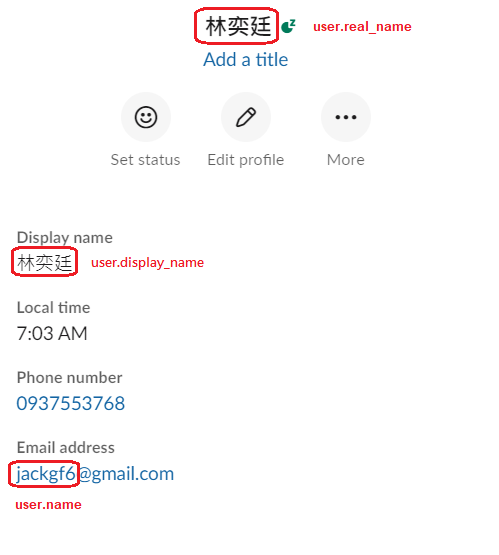 林奕廷 user.real_name
Add a title
Set status Edit profile More
Display name
林奕廷 user.display_name
Local time
7:03 AM
Phone number
0937553768
Email address
jackgf6@gmail.com
user.name